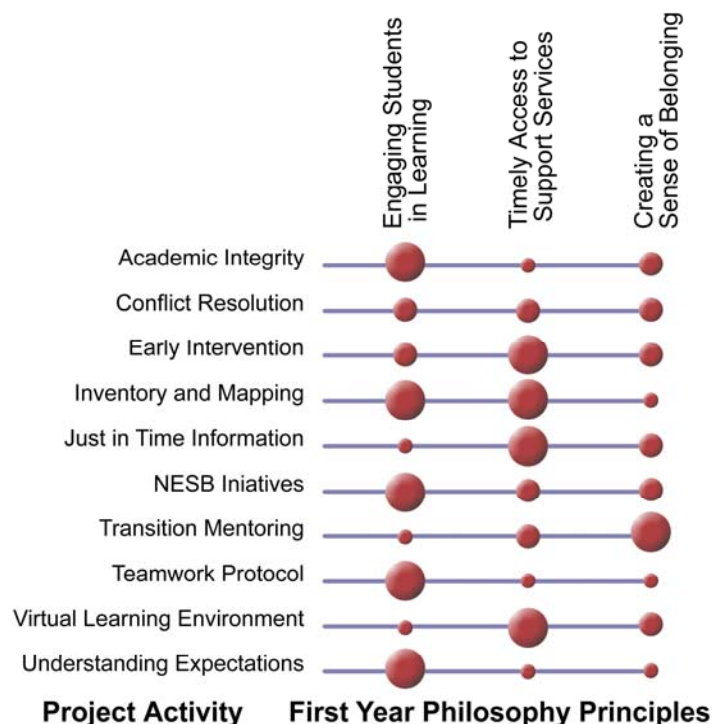 Engaging Students
in Learning
Timely Access to
Support Services
Creating a
Sense of Belonging
Academic Integrity
Conflict Resolution
Early Intervention
Inventory and Mapping
Just in Time Information
NESB Iniatives
Transition Mentoring
Teamwork Protocol
Virtual Learning Environment
Understanding Expectations
Project Activity
First Year Philosophy Principles